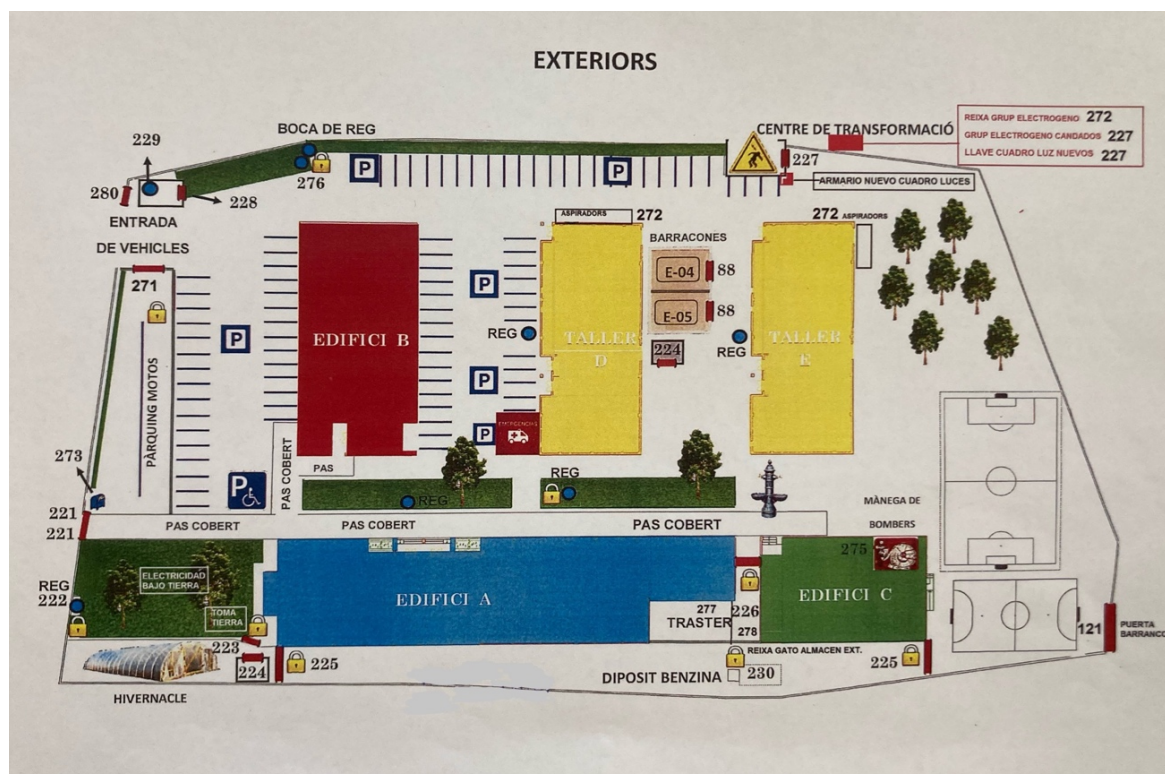 EXTERIORS
229
BOCA DE REG
CENTRE DE TRANSFORMACIÓ
REIXA GRUP ELECTROGENO 272
GRUP ELECTROGENO CANDADOS 227
LLAVE CUADRO LUZ NUEVOS 227
P
P
227
280
276
228
ARMARIO NUEVO CUADRO LUCES
ENTRADA
DE VEHICLES
ASPIRADORS 272
272 ASPIRADORS
BARRACONES
E-04 88
271
P
E-05 88
P
EDIFICI B
REG
TALLER
D
224
REG
TALLER
E
PÀRQUING MOTOS
P
EMERGENCIAS
P
273
PAS COBERT
PAS
P
REG
REG
MÀNEGA DE
BOMBERS
221
221
PAS COBERT
PAS COBERT
PAS COBERT
275
ELECTRICIDAD
BAJO TIERRA
REG
222
EDIFICI A
EDIFICI C
TOMA
TIERRA
277
226
TRASTER
278
121
PUERTA
BARRANCO
223
224
225
REIXA GATO ALMACEN EXT.
225
DIPOSIT BENZINA
230
HIVERNACLE